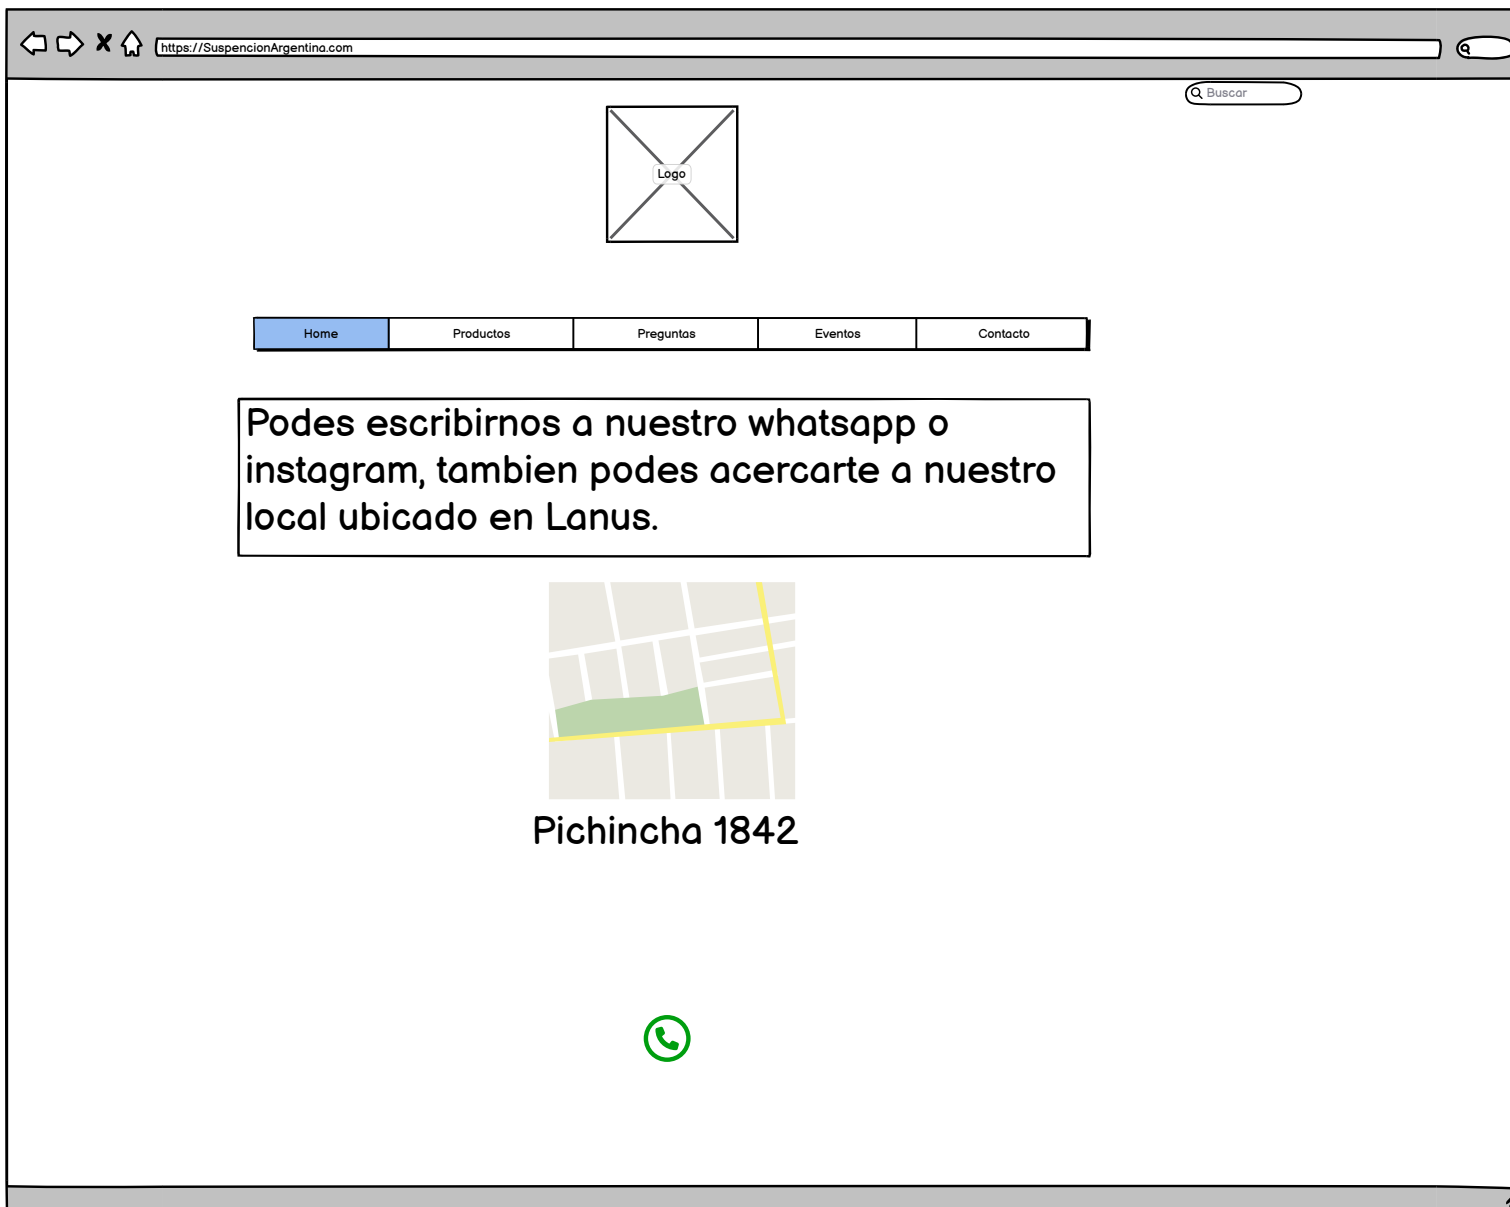 https://SuspencionArgentina.com
Buscar
Logo
Home Productos Preguntas Eventos Contacto
Podes escribirnos a nuestro whatsapp o
instagram, tambien podes acercarte a nuestro
local ubicado en Lanus.
Pichincha 1842